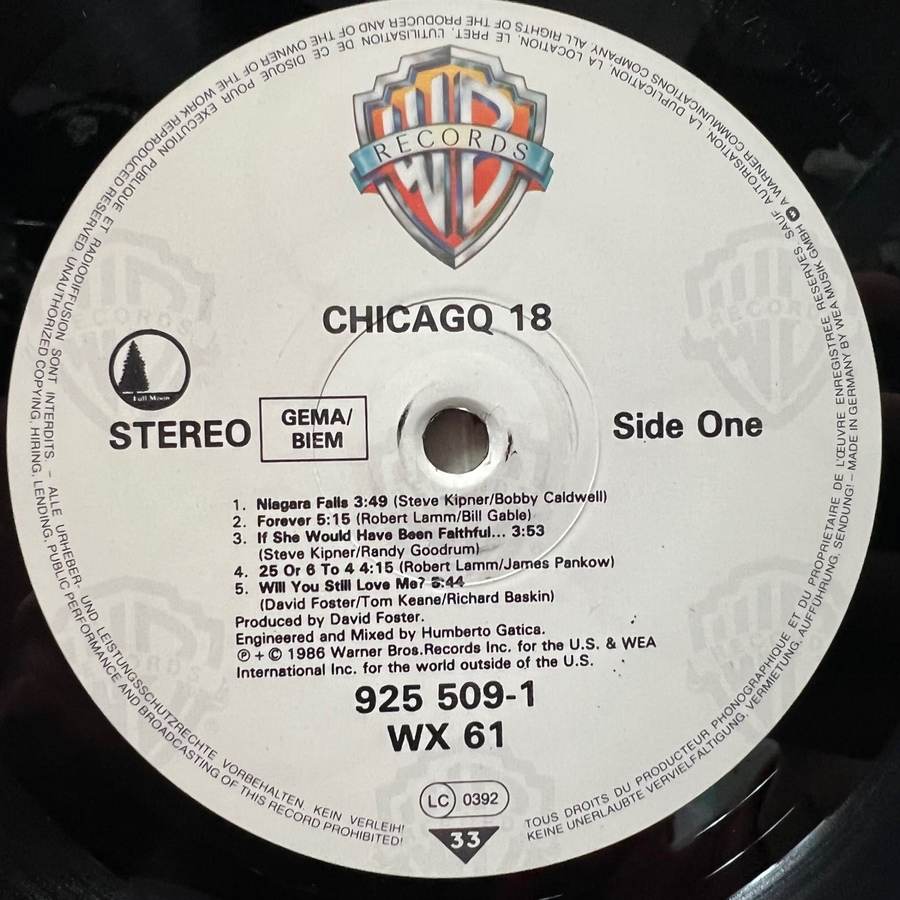 WB
RECORDS
CHICAGO 18
Full Moon
STEREO
GEMA/
BIEM
Side One
1. Niagara Falls 3:49 (Steve Kipner/Bobby Caldwell)
2. Forever 5:15 (Robert Lamm/Bill Gable)
3. If She Would Have Been Faithful... 3:53
(Steve Kipner/Randy Goodrum)
4. 25 Or 6 To 4 4:15 (Robert Lamm/James Pankow)
5. Will You Still Love Me? 5:44
(David Foster/Tom Keane/Richard Baskin)
Produced by David Foster.
Engineered and Mixed by Humberto Gatica.
℗ + © 1986 Warner Bros.Records Inc. for the U.S. & WEA
International Inc. for the world outside of the U.S.
925 509-1
WX 61
LC 0392
33
TOUS DROITS DU PRODUCTEUR PHONOGRAPHIQUE ET DU PROPRIETAIRE DE L'ŒUVRE ENREGISTREE RESERVES. SAUF AUTORISATION, LA DUPLICATION, LA LOCATION, LE PRET, L'UTILISATION DE CE DISQUE POUR EXECUTION PUBLIQUE ET RADIODIFFUSION SONT INTERDITS. - ALLE URHEBER- UND LEISTUNGSSCHUTZRECHTE VORBEHALTEN. KEIN VERLEIH!
KEINE UNERLAUBTE VERVIELFÄLTIGUNG, VERMIETUNG, AUFFÜHRUNG, SENDUNG! - MADE IN GERMANY BY WEA MUSIK GMBH A WARNER COMMUNICATIONS COMPANY. ALL RIGHTS OF THE PRODUCER AND OF THE OWNER OF THE WORK REPRODUCED RESERVED. UNAUTHORIZED COPYING, HIRING, LENDING, PUBLIC PERFORMANCE AND BROADCASTING OF THIS RECORD PROHIBITED!